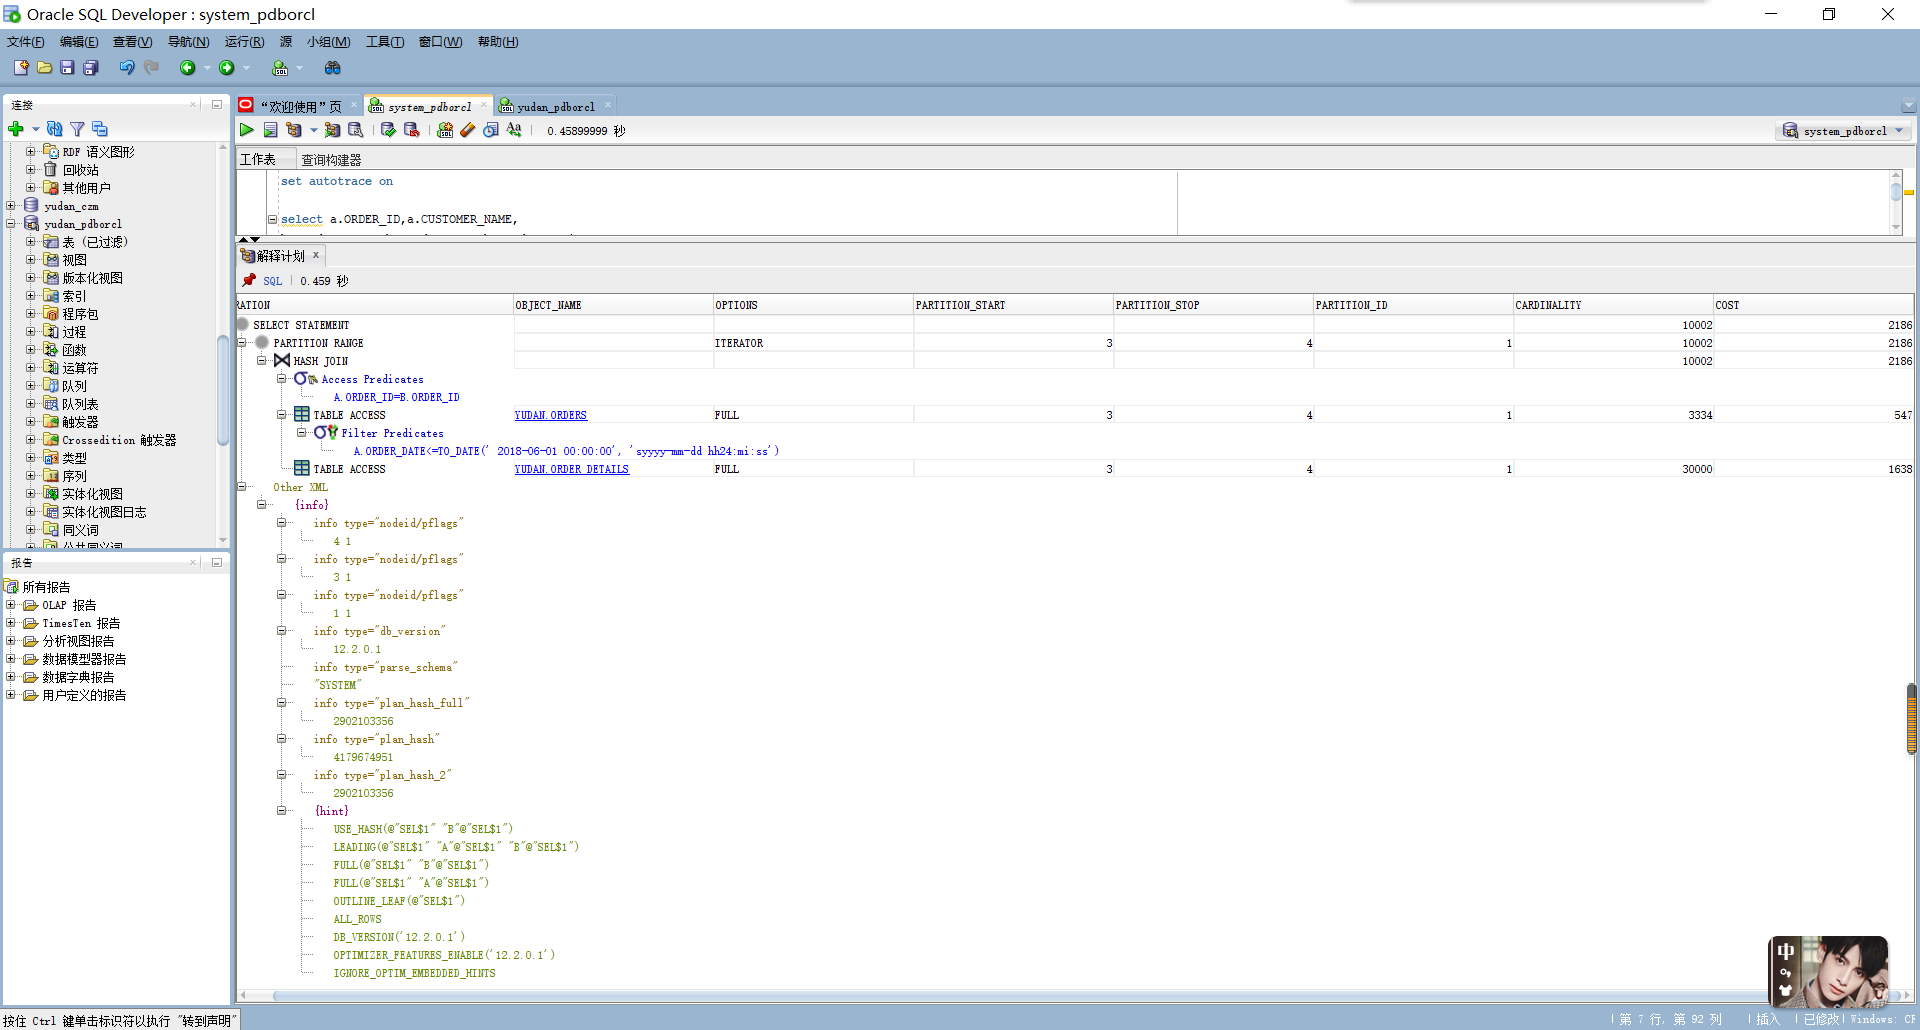 Oracle SQL Developer : system_pdborcl
文件(F) 编辑(E) 查看(V) 导航(N) 运行(R) 源 小组(M) 工具(T) 窗口(W) 帮助(H)
连接
RDF 语义图形
回收站
其他用户
yudan_czm
yudan_pdborcl
表 (已过滤)
视图
版本化视图
索引
程序包
过程
函数
运算符
队列
队列表
触发器
Crossedition 触发器
类型
序列
实体化视图
实体化视图日志
同义词
公共同义词
报告
所有报告
OLAP 报告
TimesTen 报告
分析视图报告
数据模型器报告
数据字典报告
用户定义的报告
“欢迎使用”页 system_pdborcl yudan_pdborcl
0.45899999 秒
system_pdborcl
工作表 查询构建器
set autotrace on
select a.ORDER_ID,a.CUSTOMER_NAME,
解释计划
SQL 0.459 秒
RATION OBJECT_NAME OPTIONS PARTITION_START PARTITION_STOP PARTITION_ID CARDINALITY COST
SELECT STATEMENT 10002 2186
PARTITION RANGE ITERATOR 3 4 1 10002 2186
HASH JOIN 10002 2186
Access Predicates
A.ORDER_ID=B.ORDER_ID
TABLE ACCESS YUDAN.ORDERS FULL 3 4 1 3334 547
Filter Predicates
A.ORDER_DATE<=TO_DATE(' 2018-06-01 00:00:00', 'syyyy-mm-dd hh24:mi:ss')
TABLE ACCESS YUDAN.ORDER_DETAILS FULL 3 4 1 30000 1638
Other XML
{info}
info type="nodeid/pflags"
4 1
info type="nodeid/pflags"
3 1
info type="nodeid/pflags"
1 1
info type="db_version"
12.2.0.1
info type="parse_schema"
"SYSTEM"
info type="plan_hash_full"
2902103356
info type="plan_hash"
4179674951
info type="plan_hash_2"
2902103356
{hint}
USE_HASH(@"SEL$1" "B"@"SEL$1")
LEADING(@"SEL$1" "A"@"SEL$1" "B"@"SEL$1")
FULL(@"SEL$1" "B"@"SEL$1")
FULL(@"SEL$1" "A"@"SEL$1")
OUTLINE_LEAF(@"SEL$1")
ALL_ROWS
DB_VERSION('12.2.0.1')
OPTIMIZER_FEATURES_ENABLE('12.2.0.1')
IGNORE_OPTIM_EMBEDDED_HINTS
中
按住 Ctrl 键单击标识符以执行 "转到声明"
第 7 行, 第 92 列 插入 已修改 Windows: CF